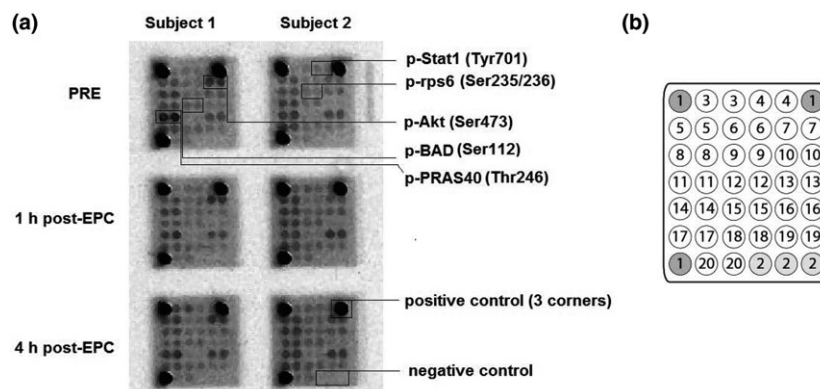 (a)
Subject 1 Subject 2
PRE
p-Stat1 (Tyr701)
p-rps6 (Ser235/236)
p-Akt (Ser473)
p-BAD (Ser112)
p-PRAS40 (Thr246)
1 h post-EPC
4 h post-EPC
positive control (3 corners)
negative control
(b)
1 3 3 4 4 1
5 5 6 6 7 7
8 8 9 9 10 10
11 11 12 12 13 13
14 14 15 15 16 16
17 17 18 18 19 19
1 20 20 2 2 2